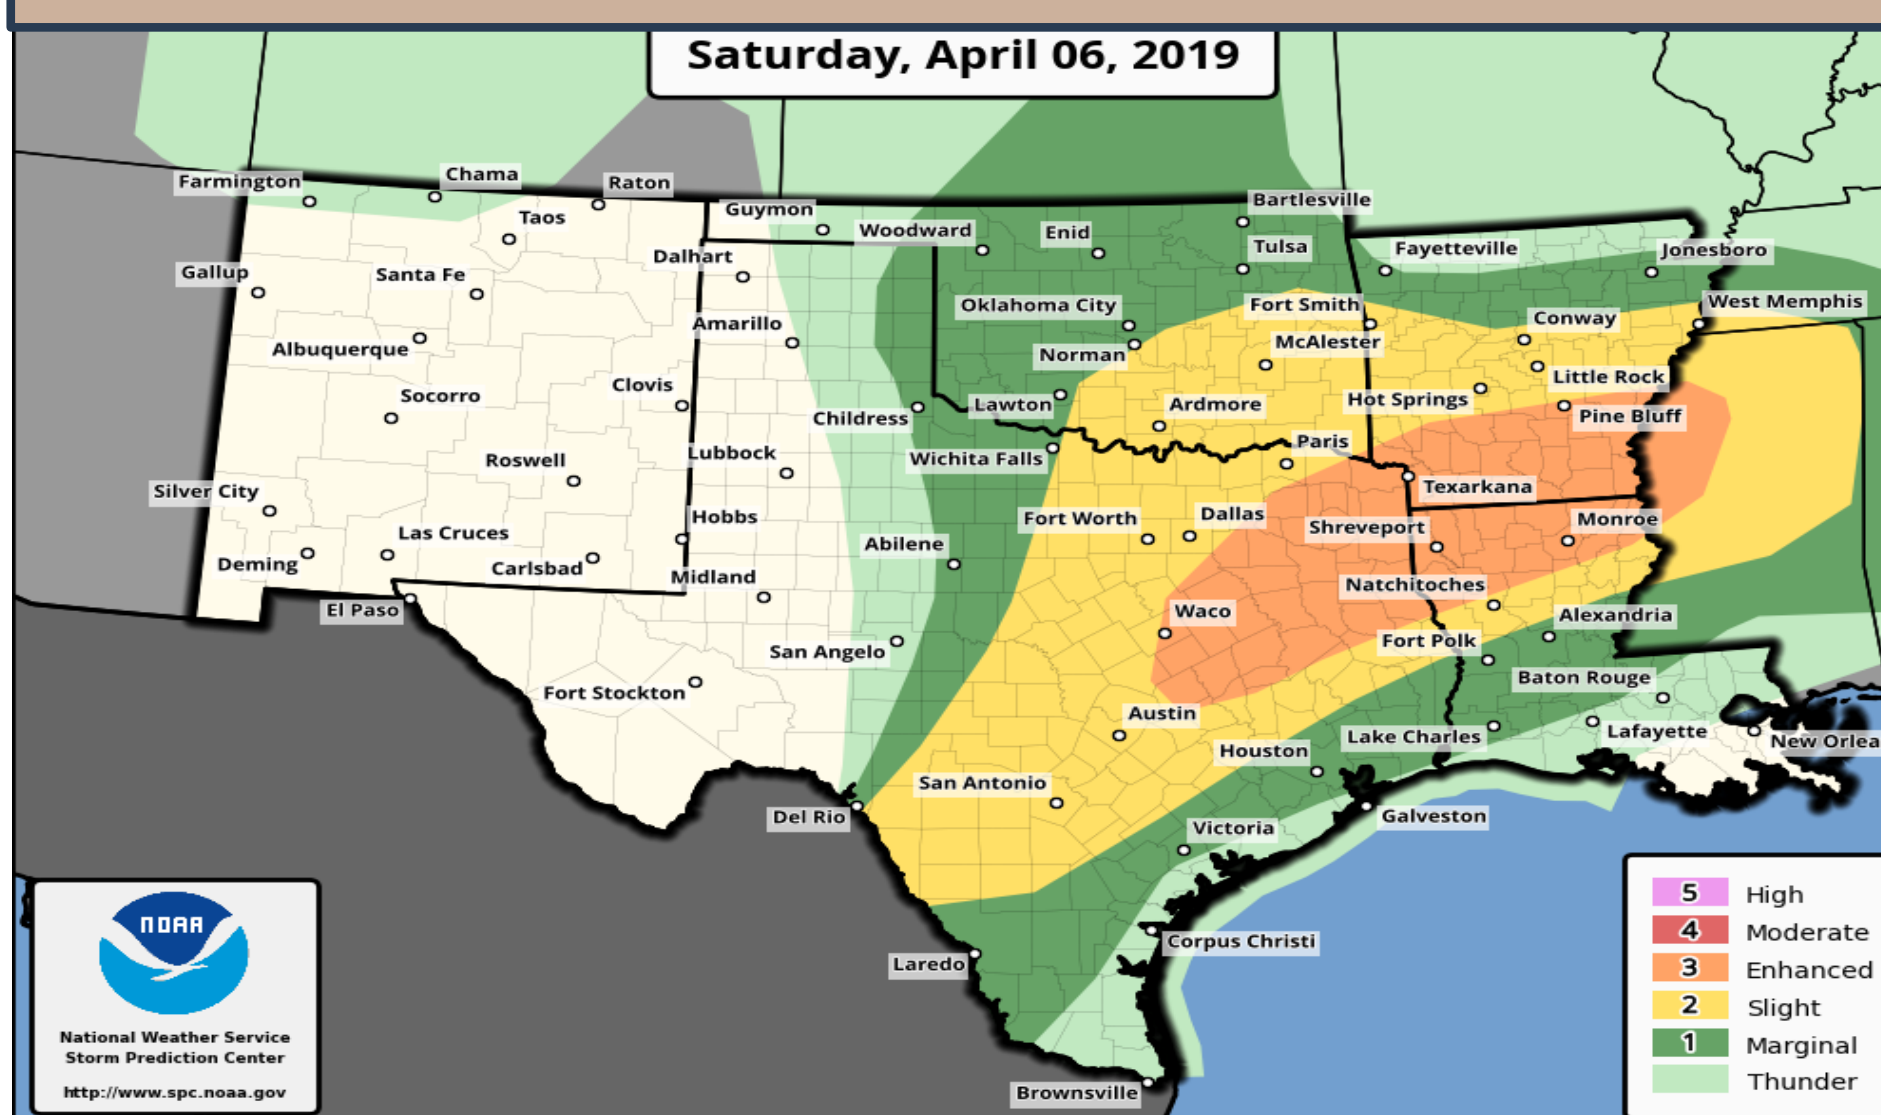 Saturday, April 06, 2019
Farmington
Chama
Raton
Taos
Guymon
Woodward
Enid
Bartlesville
Tulsa
Fayetteville
Jonesboro
Gallup
Santa Fe
Dalhart
Oklahoma City
Fort Smith
Conway
West Memphis
Albuquerque
Amarillo
Norman
McAlester
Little Rock
Socorro
Clovis
Childress
Lawton
Ardmore
Hot Springs
Pine Bluff
Roswell
Lubbock
Wichita Falls
Paris
Texarkana
Silver City
Las Cruces
Hobbs
Fort Worth
Dallas
Shreveport
Monroe
Deming
Carlsbad
Midland
Abilene
Natchitoches
El Paso
Waco
Alexandria
San Angelo
Fort Polk
Fort Stockton
Baton Rouge
Austin
Houston
Lake Charles
Lafayette
New Orlea
San Antonio
Del Rio
Victoria
Galveston
Corpus Christi
Laredo
Brownsville
NOAA
National Weather Service
Storm Prediction Center
http://www.spc.noaa.gov
5 High
4 Moderate
3 Enhanced
2 Slight
1 Marginal
Thunder